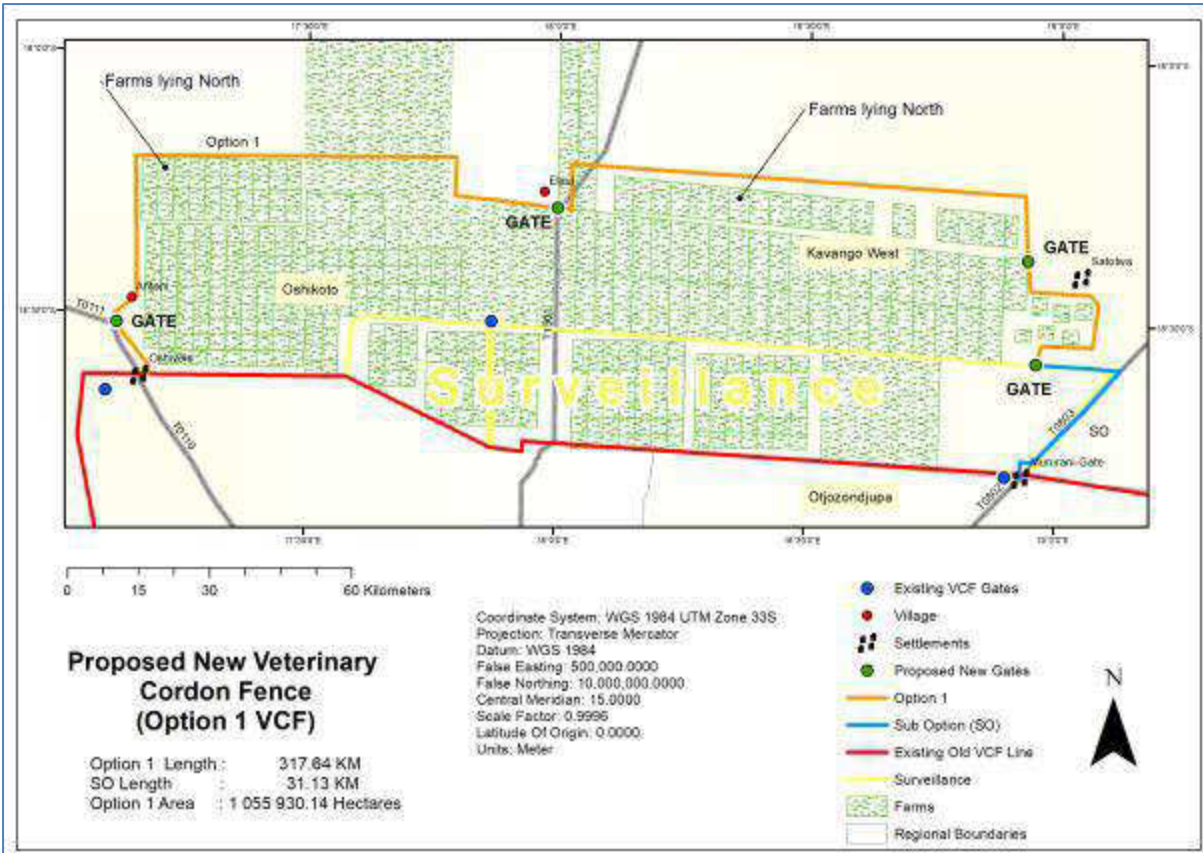 Farms lying North
Farms lying North
Option 1
GATE
GATE
Kavango West
Satotwa
Oshikoto
T0111
GATE
GATE
Surveillance
T0110
T0803
SO
T0802
Otjozondjupa
0 15 30 60 Kilometers
Proposed New Veterinary
Cordon Fence
(Option 1 VCF)
Option 1 Length : 317.64 KM
SO Length : 31.13 KM
Option 1 Area : 1 055 930.14 Hectares
Coordinate System: WGS 1984 UTM Zone 33S
Projection: Transverse Mercator
Datum: WGS 1984
False Easting: 500,000.0000
False Northing: 10,000,000.0000
Central Meridian: 15.0000
Scale Factor: 0.9996
Latitude Of Origin: 0.0000
Units: Meter
Existing VCF Gates
Village
Settlements
Proposed New Gates
Option 1
Sub Option (SO)
Existing Old VCF Line
Surveillance
Farms
Regional Boundaries
N